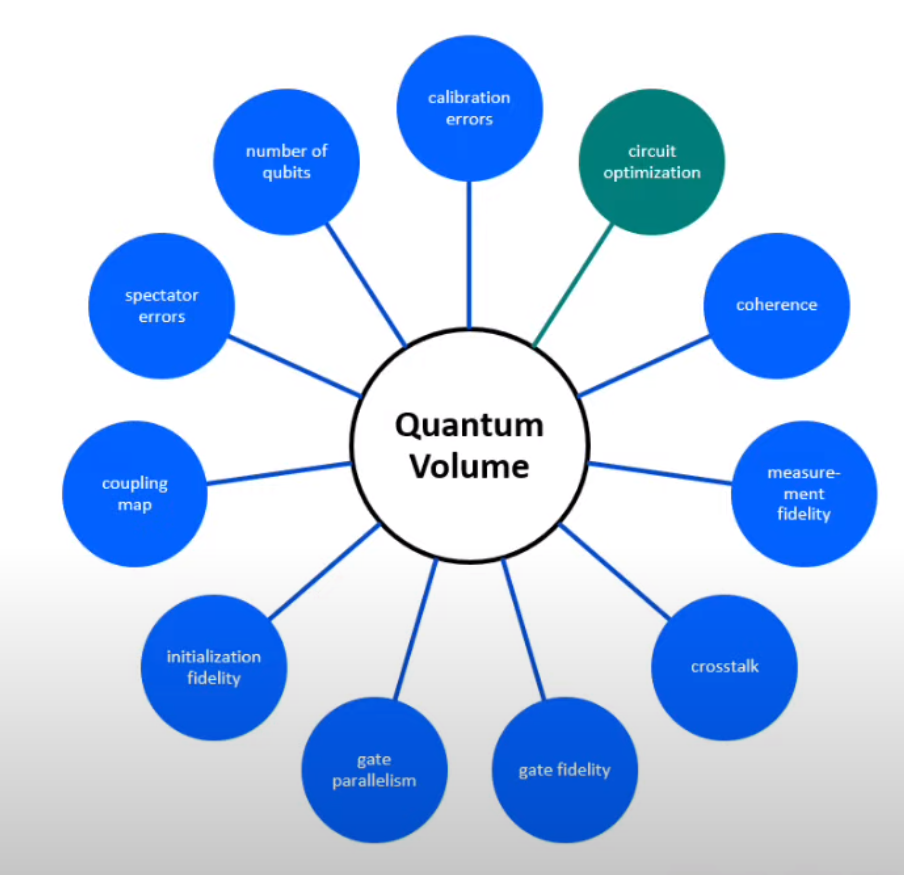 calibration
errors
number of
qubits
circuit
optimization
spectator
errors
coherence
Quantum
Volume
coupling
map
measure-
ment
fidelity
initialization
fidelity
crosstalk
gate
parallelism
gate fidelity